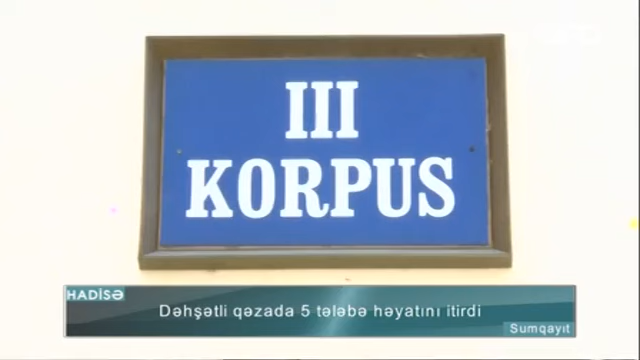 III
KORPUS
HADİSƏ
Dəhşətli qəzada 5 tələbə həyatını itirdi
Sumqayıt